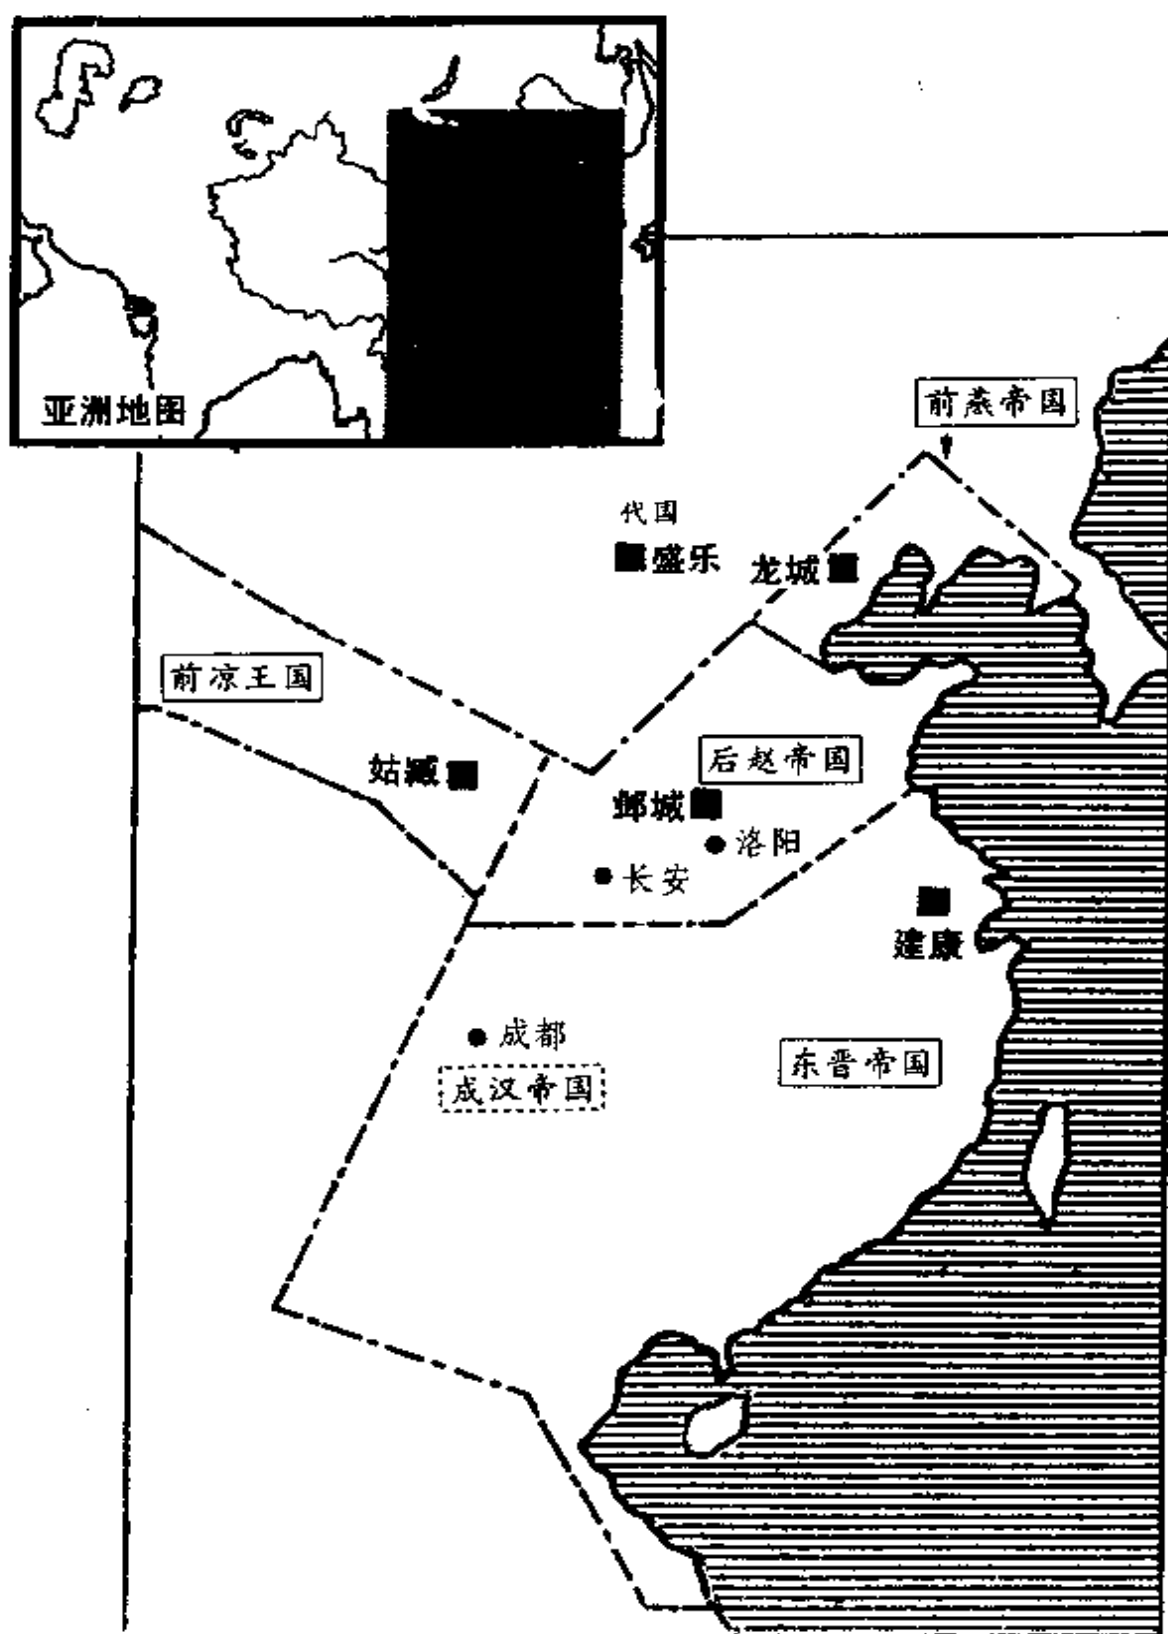 亚洲地图
前燕帝国
代国
盛乐
龙城
前凉王国
姑臧
后赵帝国
邺城
洛阳
长安
建康
成都
成汉帝国
东晋帝国